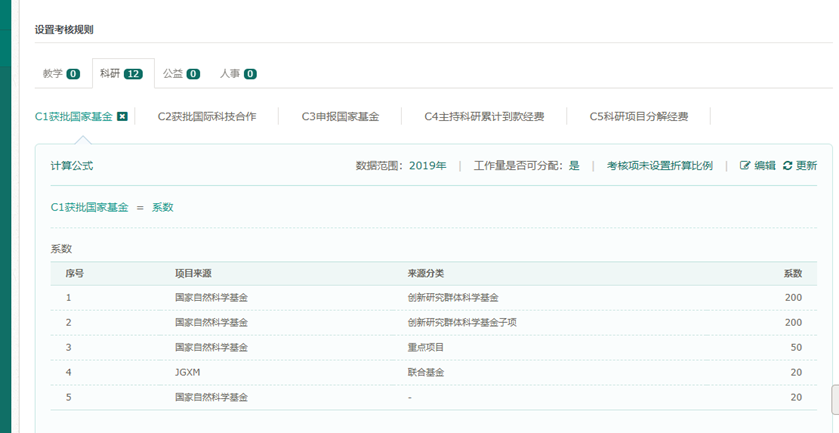 设置考核规则
教学 0 科研 12 公益 0 人事 0
C1获批国家基金 C2获批国际科技合作 C3申报国家基金 C4主持科研累计到款经费 C5科研项目分解经费
计算公式 数据范围：2019年 | 工作量是否可分配：是 | 考核项未设置折算比例 | 编辑 更新
C1获批国家基金 = 系数
系数
序号 项目来源 来源分类 系数
1 国家自然科学基金 创新研究群体科学基金 200
2 国家自然科学基金 创新研究群体科学基金子项 200
3 国家自然科学基金 重点项目 50
4 JGXM 联合基金 20
5 国家自然科学基金 - 20